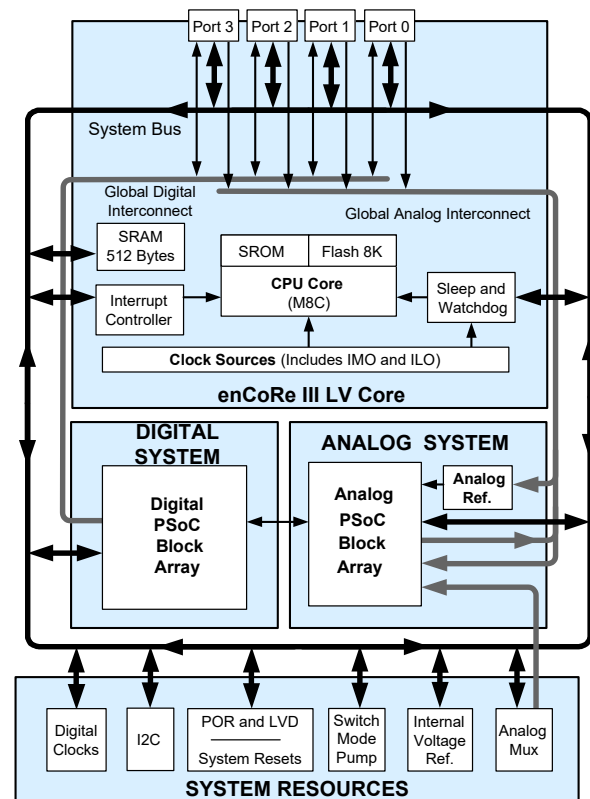 Port 3 Port 2 Port 1 Port 0
System Bus
Global Digital
Interconnect
Global Analog Interconnect
SRAM
512 Bytes
SROM Flash 8K
CPU Core
(M8C)
Sleep and
Watchdog
Interrupt
Controller
Clock Sources (Includes IMO and ILO)
enCoRe III LV Core
DIGITAL
SYSTEM
ANALOG SYSTEM
Digital
PSoC
Block
Array
Analog
PSoC
Block
Array
Analog
Ref.
Digital
Clocks
I2C
POR and LVD
System Resets
Switch
Mode
Pump
Internal
Voltage
Ref.
Analog
Mux
SYSTEM RESOURCES